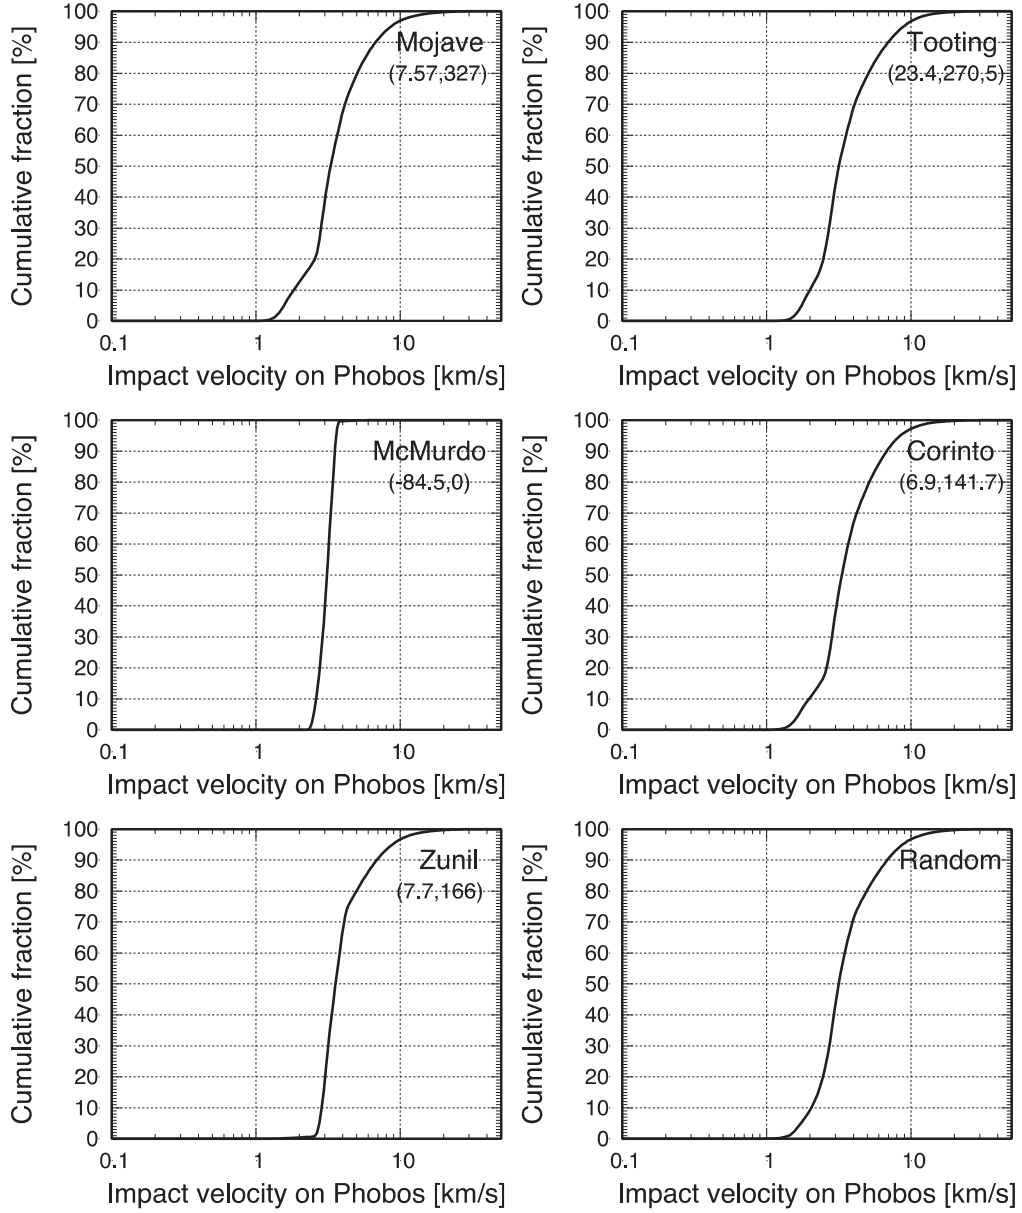 100
90
80
70
60
50
40
30
20
10
0
Cumulative fraction [%]
Mojave
(7.57,327)
0.1 1 10
Impact velocity on Phobos [km/s]
100
90
80
70
60
50
40
30
20
10
0
Cumulative fraction [%]
Tooting
(23.4,270,5)
0.1 1 10
Impact velocity on Phobos [km/s]
100
90
80
70
60
50
40
30
20
10
0
Cumulative fraction [%]
McMurdo
(-84.5,0)
0.1 1 10
Impact velocity on Phobos [km/s]
100
90
80
70
60
50
40
30
20
10
0
Cumulative fraction [%]
Corinto
(6.9,141.7)
0.1 1 10
Impact velocity on Phobos [km/s]
100
90
80
70
60
50
40
30
20
10
0
Cumulative fraction [%]
Zunil
(7.7,166)
0.1 1 10
Impact velocity on Phobos [km/s]
100
90
80
70
60
50
40
30
20
10
0
Cumulative fraction [%]
Random
0.1 1 10
Impact velocity on Phobos [km/s]